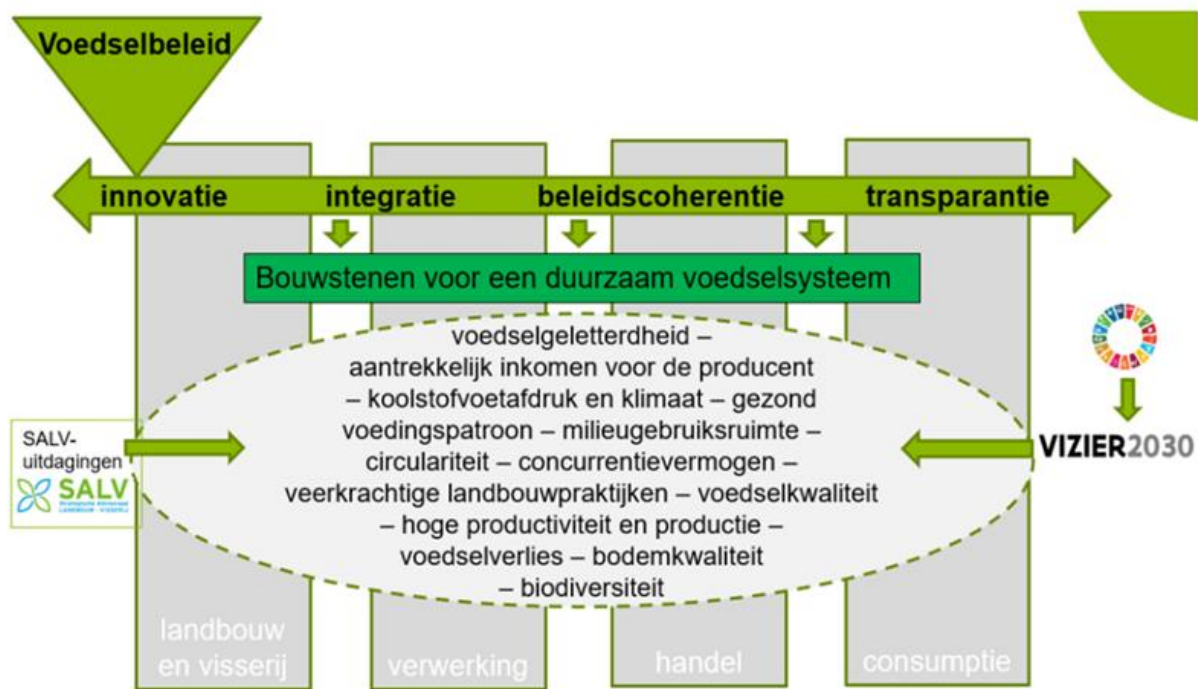 Voedselbeleid
innovatie integratie beleidscoherentie transparantie
Bouwstenen voor een duurzaam voedselsysteem
voedselgeletterdheid –
aantrekkelijk inkomen voor de producent
– koolstofvoetafdruk en klimaat – gezond
voedingspatroon – milieugebruiksruimte –
circulariteit – concurrentievermogen –
veerkrachtige landbouwpraktijken – voedselkwaliteit
– hoge productiviteit en productie –
voedselverlies – bodemkwaliteit
– biodiversiteit
SALV-
uitdagingen
SALV
LANDBOUW - VISSERIJ
VIZIER2030
landbouw
en visserij
verwerking
handel
consumptie